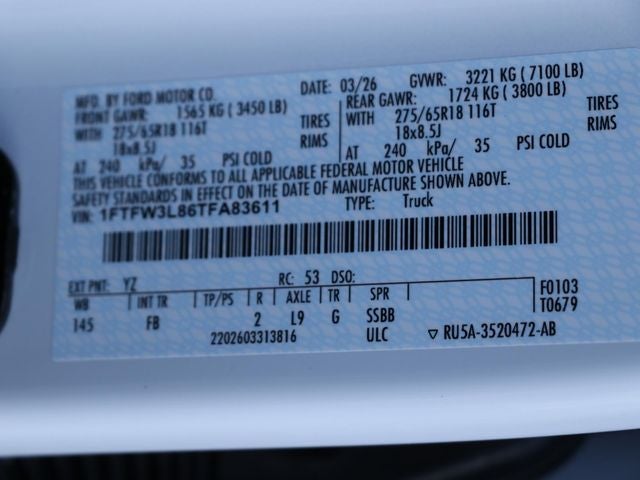 MFD. BY FORD MOTOR CO. DATE: 03/26 GVWR: 3221 KG ( 7100 LB)
FRONT GAWR: 1565 KG ( 3450 LB) REAR GAWR: 1724 KG ( 3800 LB)
WITH 275/65R18 116T TIRES WITH 275/65R18 116T TIRES
18x8.5J RIMS 18x8.5J RIMS
AT 240 kPa/ 35 PSI COLD AT 240 kPa/ 35 PSI COLD
THIS VEHICLE CONFORMS TO ALL APPLICABLE FEDERAL MOTOR VEHICLE
SAFETY STANDARDS IN EFFECT ON THE DATE OF MANUFACTURE SHOWN ABOVE.
VIN: 1FTFW3L86TFA83611 TYPE: Truck
EXT PNT: YZ RC: 53 DSO: F0103
WB INT TR TP/PS R AXLE TR SPR T0679
145 FB 2 L9 G SSBB
2202603313816 ULC ▽ RU5A-3520472-AB